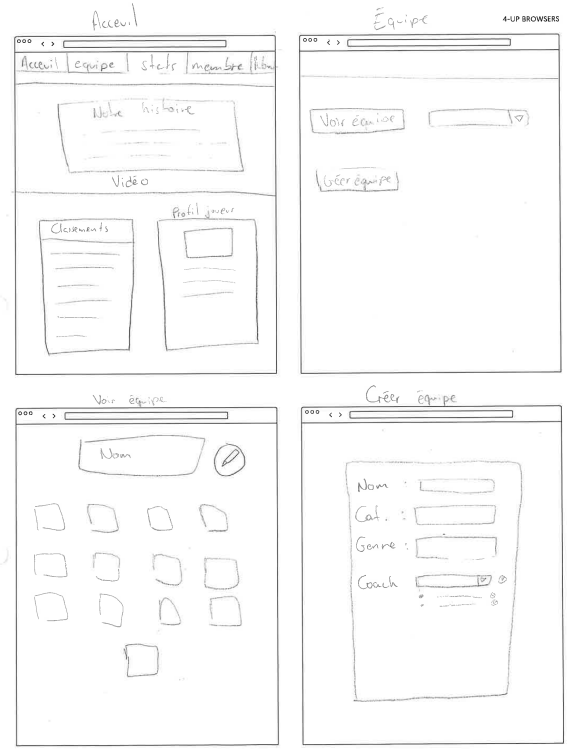 Acceuil
Équipe
4-UP BROWSERS
Acceuil equipe stats membre
Notre histoire
Voir équipe
Créer équipe
Vidéo
Profil joueur
Classements
Voir équipe
Créer équipe
Nom
Nom :
Cat. :
Genre :
Coach